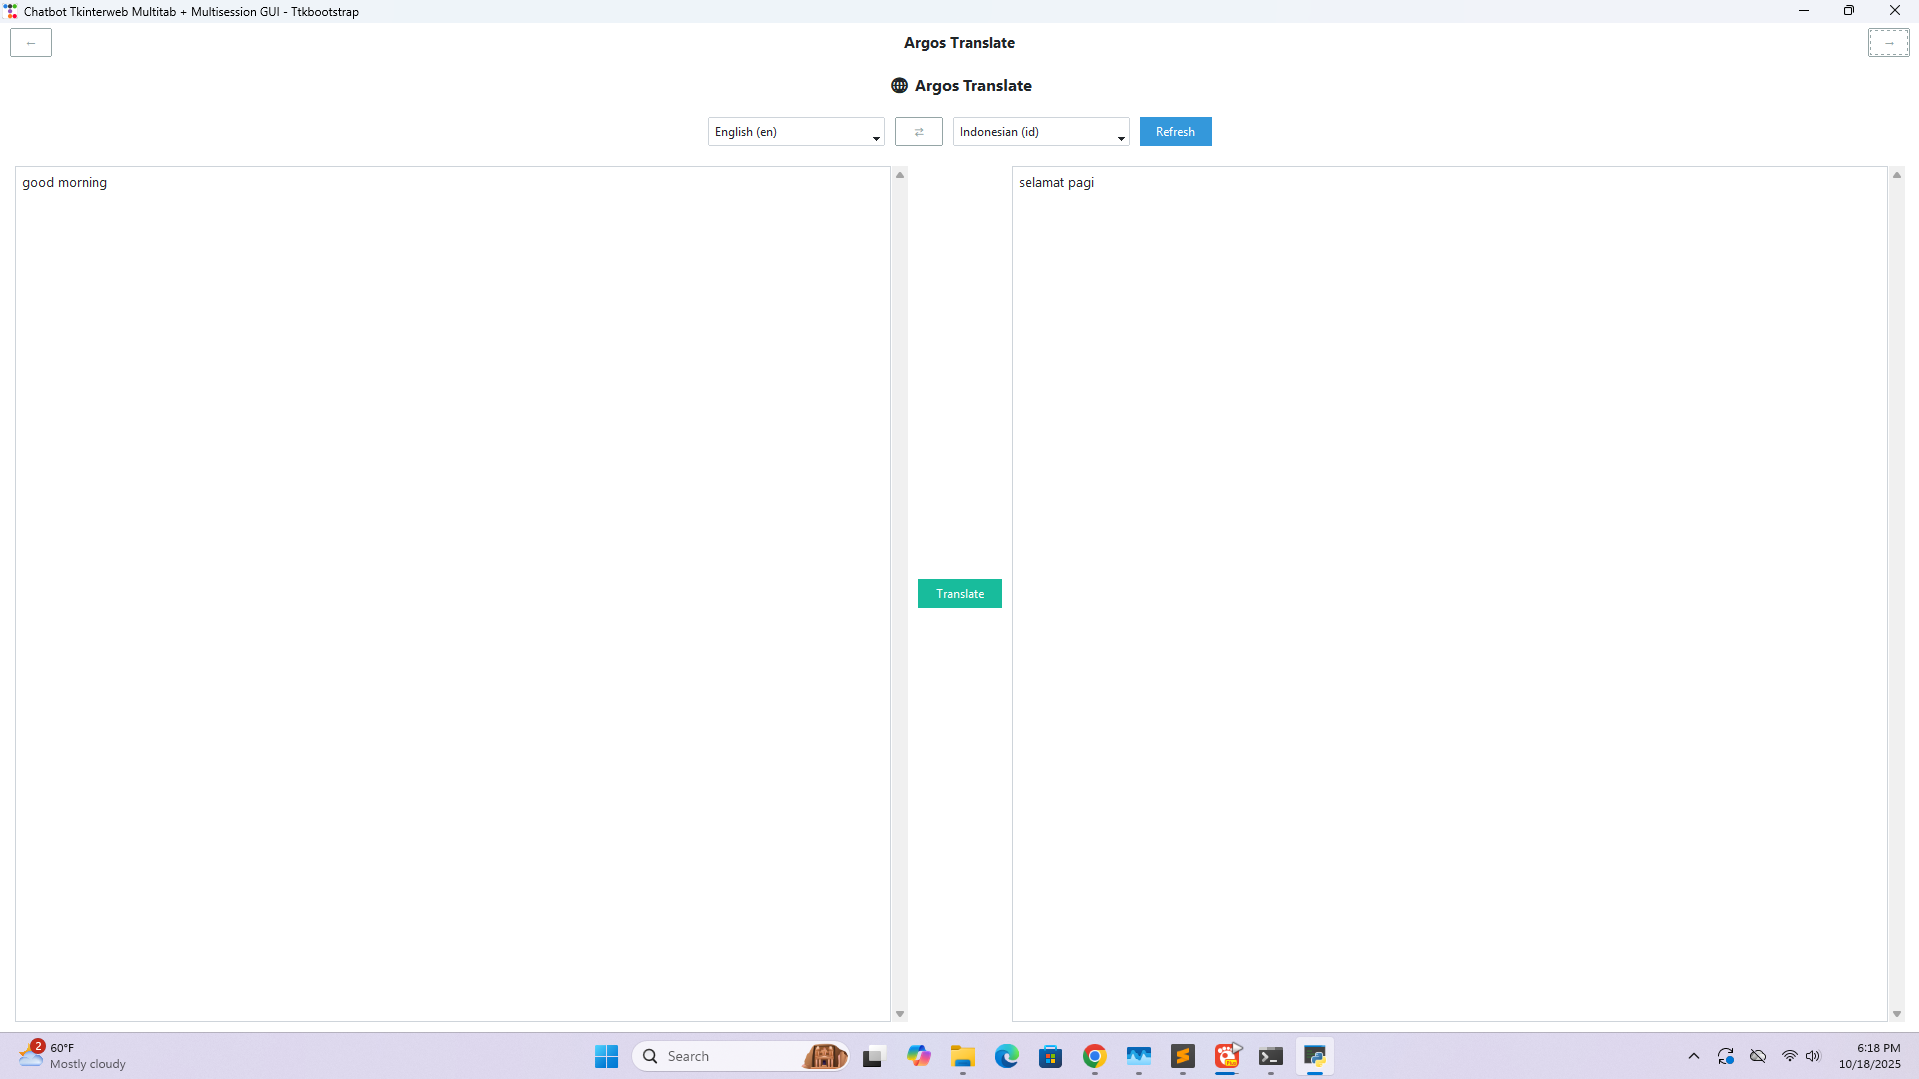 Chatbot Tkinterweb Multitab + Multisession GUI - Ttkbootstrap
← Argos Translate →
Argos Translate
English (en) ⇄ Indonesian (id) Refresh
good morning
selamat pagi
Translate
2
60°F
Mostly cloudy
Search
6:18 PM
10/18/2025